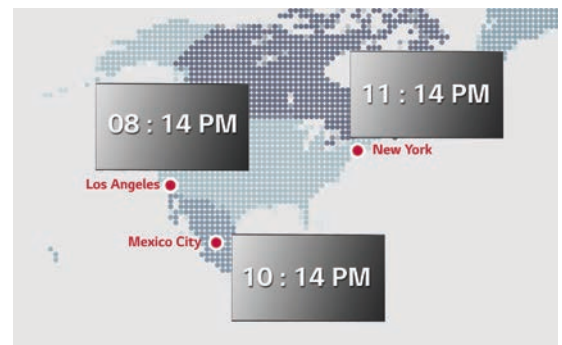 11 : 14 PM
08 : 14 PM
New York
Los Angeles
Mexico City
10 : 14 PM